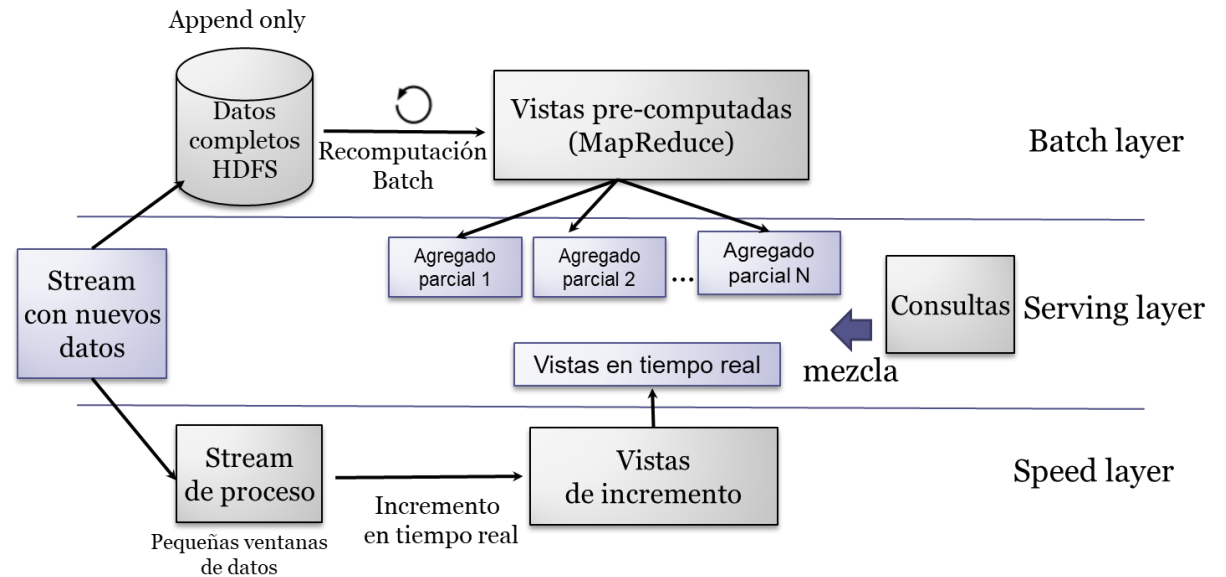 Append only
Datos
completos
HDFS
Recomputación
Batch
Vistas pre-computadas
(MapReduce)
Batch layer
Stream
con nuevos
datos
Agregado
parcial 1
Agregado
parcial 2
...
Agregado
parcial N
Consultas
Serving layer
mezcla
Vistas en tiempo real
Stream
de proceso
Pequeñas ventanas
de datos
Incremento
en tiempo real
Vistas
de incremento
Speed layer